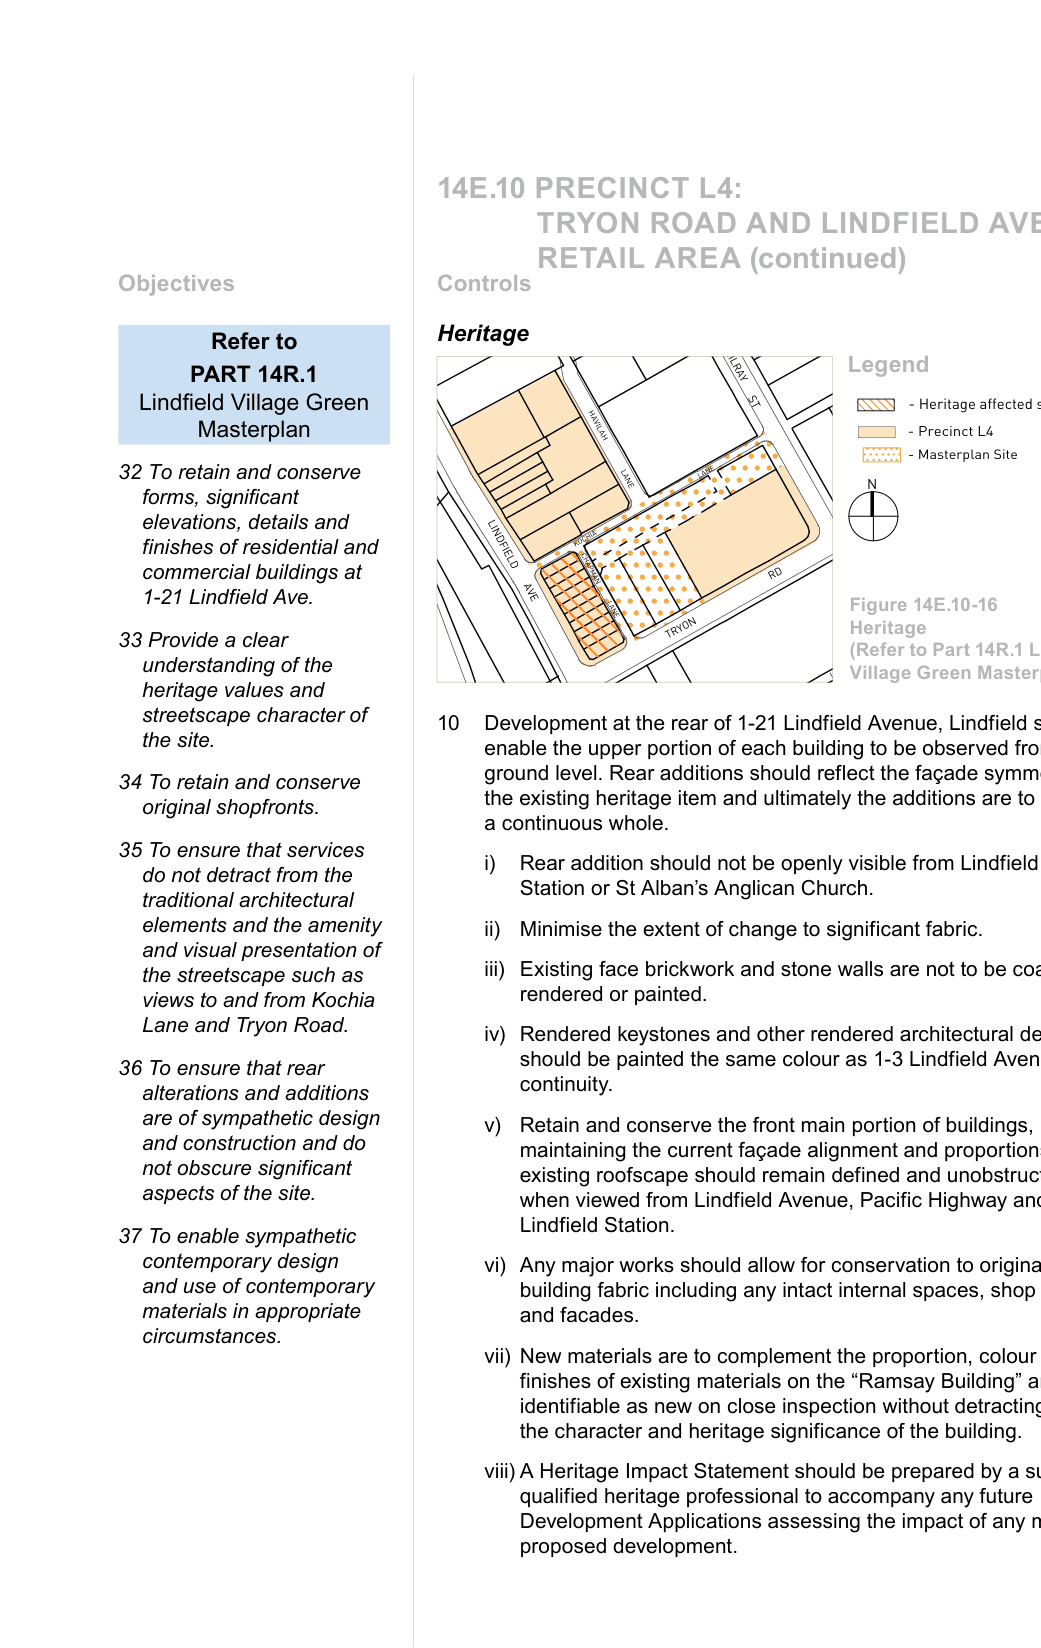 14E.10 PRECINCT L4:
TRYON ROAD AND LINDFIELD AVE
RETAIL AREA (continued)
Objectives
Controls
Refer to
PART 14R.1
Lindfield Village Green
Masterplan
32 To retain and conserve
forms, significant
elevations, details and
finishes of residential and
commercial buildings at
1-21 Lindfield Ave.
33 Provide a clear
understanding of the
heritage values and
streetscape character of
the site.
34 To retain and conserve
original shopfronts.
35 To ensure that services
do not detract from the
traditional architectural
elements and the amenity
and visual presentation of
the streetscape such as
views to and from Kochia
Lane and Tryon Road.
36 To ensure that rear
alterations and additions
are of sympathetic design
and construction and do
not obscure significant
aspects of the site.
37 To enable sympathetic
contemporary design
and use of contemporary
materials in appropriate
circumstances.
Heritage
HAVILAH
LANE
LINDFIELD
AVE
KOCHIA
LANE
CHAPMAN
LANE
TRYON
RD
ST
Legend
- Heritage affected
- Precinct L4
- Masterplan Site
N
Figure 14E.10-16
Heritage
(Refer to Part 14R.1
Village Green
10 Development at the rear of 1-21 Lindfield Avenue, Lindfield
enable the upper portion of each building to be observed
ground level. Rear additions should reflect the façade
the existing heritage item and ultimately the additions are to
a continuous whole.
i) Rear addition should not be openly visible from Lindfield
Station or St Alban’s Anglican Church.
ii) Minimise the extent of change to significant fabric.
iii) Existing face brickwork and stone walls are not to be
rendered or painted.
iv) Rendered keystones and other rendered architectural
should be painted the same colour as 1-3 Lindfield
continuity.
v) Retain and conserve the front main portion of buildings,
maintaining the current façade alignment and
existing roofscape should remain defined and
when viewed from Lindfield Avenue, Pacific Highway and
Lindfield Station.
vi) Any major works should allow for conservation to
building fabric including any intact internal spaces, shop
and facades.
vii) New materials are to complement the proportion, colour
finishes of existing materials on the “Ramsay Building”
identifiable as new on close inspection without detracting
the character and heritage significance of the building.
viii) A Heritage Impact Statement should be prepared by a
qualified heritage professional to accompany any future
Development Applications assessing the impact of any
proposed development.